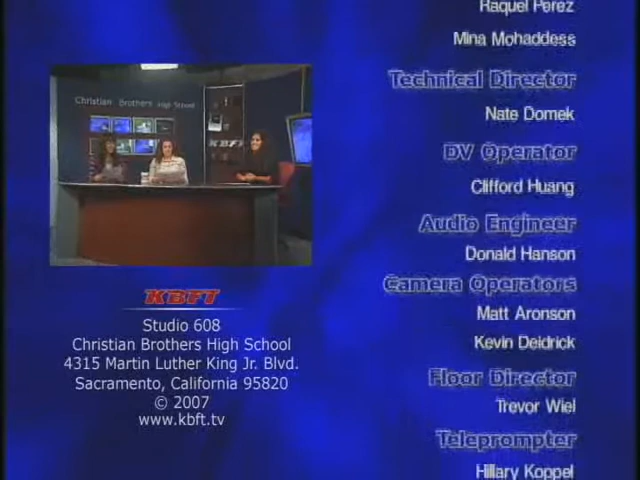 Raquel Perez
Mina Mohaddess
Technical Director
Nate Domek
DV Operator
Clifford Huang
Audio Engineer
Donald Hanson
Camera Operators
Matt Aronson
Kevin Deidrick
Floor Director
Trevor Wiel
Teleprompter
Hillary Koppel
Christian Brothers High School
KBFT
KBFT
Studio 608
Christian Brothers High School
4315 Martin Luther King Jr. Blvd.
Sacramento, California 95820
© 2007
www.kbft.tv